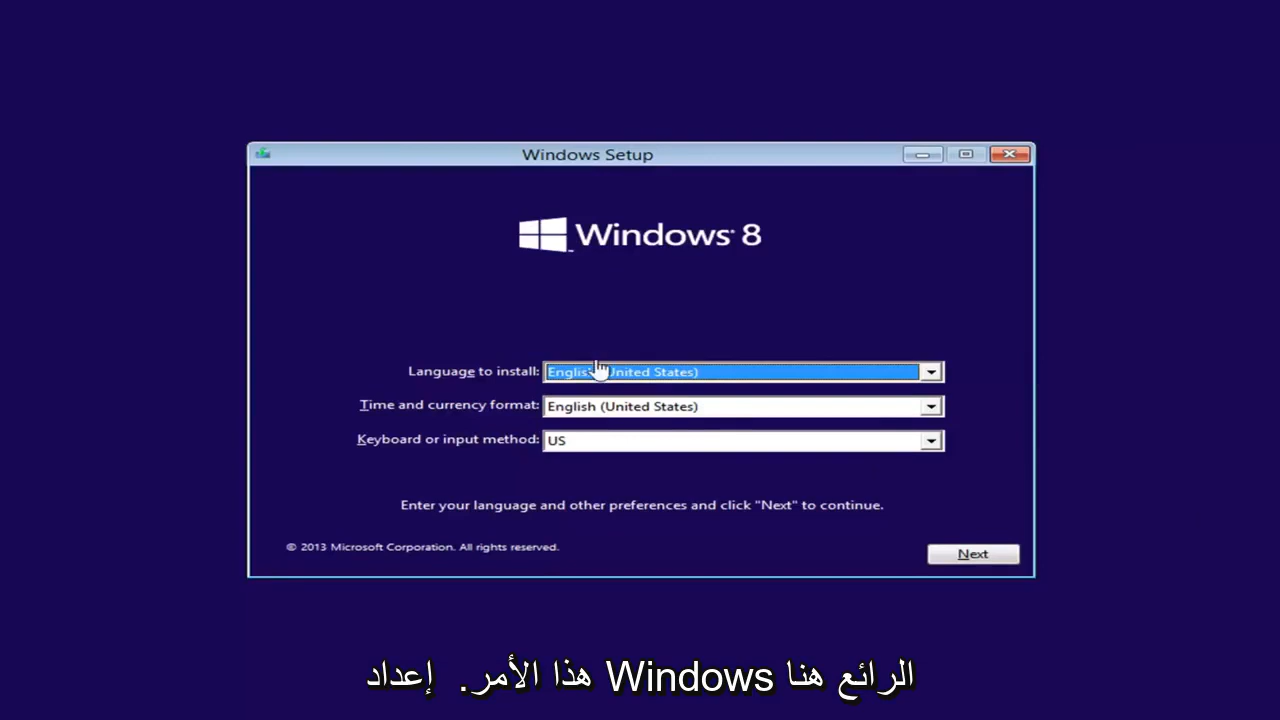 Windows Setup
Windows 8
Language to install: English (United States)
Time and currency format: English (United States)
Keyboard or input method: US
Enter your language and other preferences and click "Next" to continue.
© 2013 Microsoft Corporation. All rights reserved.
Next
هذا الأمر. إعداد Windows الرائع هنا